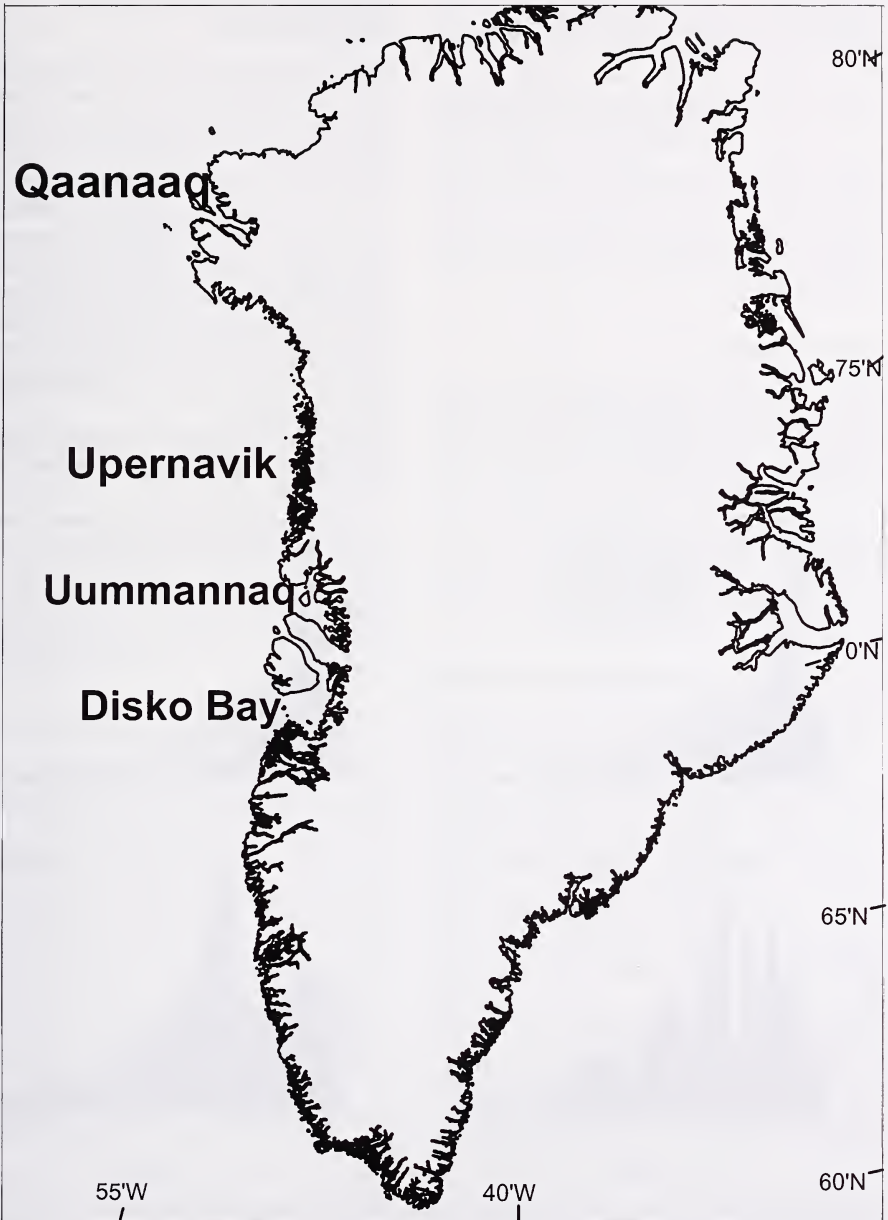 80'N
Qaanaaq
75'N
Upernavik
Uummannaq
0'N
Disko Bay
65'N
60'N
55'W
40'W